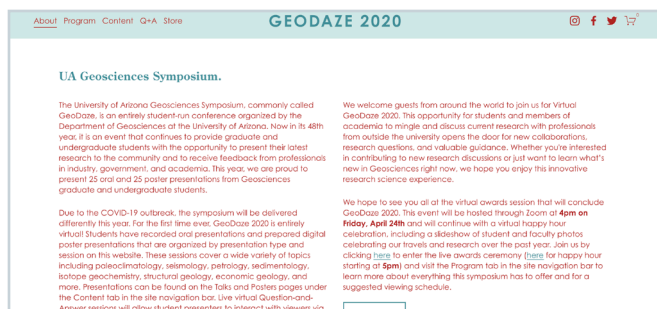 About Program Content Q+A Store
GEODAZE 2020
0
UA Geosciences Symposium.
The University of Arizona Geosciences Symposium, commonly called
GeoDaze, is an entirely student-run conference organized by the
Department of Geosciences at the University of Arizona. Now in its 48th
year, it is an event that continues to provide graduate and
undergraduate students with the opportunity to present their latest
research to the community and to receive feedback from professionals
in industry, government, and academia. This year, we are proud to
present 25 oral and 25 poster presentations from Geosciences
graduate and undergraduate students.
Due to the COVID-19 outbreak, the symposium will be delivered
differently this year. For the first time ever, GeoDaze 2020 is entirely
virtual! Students have recorded oral presentations and prepared digital
poster presentations that are organized by presentation type and
session on this website. These sessions cover a wide variety of topics
including paleoclimatology, seismology, petrology, sedimentology,
isotope geochemistry, structural geology, economic geology, and
more. Presentations can be found on the Talks and Posters pages under
the Content tab in the site navigation bar. Live virtual Question-and-
Answer sessions will allow student presenters to interact with viewers via
We welcome guests from around the world to join us for Virtual
GeoDaze 2020. This opportunity for students and members of
academia to mingle and discuss current research with professionals
from outside the university opens the door for new collaborations,
research questions, and valuable guidance. Whether you're interested
in contributing to new research discussions or just want to learn what's
new in Geosciences right now, we hope you enjoy this innovative
research science experience.
We hope to see you all at the virtual awards session that will conclude
GeoDaze 2020. This event will be hosted through Zoom at 4pm on
Friday, April 24th and will continue with a virtual happy hour
celebration, including a slideshow of student and faculty photos
celebrating our travels and research over the past year. Join us by
clicking here to enter the live awards ceremony (here for happy hour
starting at 5pm) and visit the Program tab in the site navigation bar to
learn more about everything this symposium has to offer and for a
suggested viewing schedule.